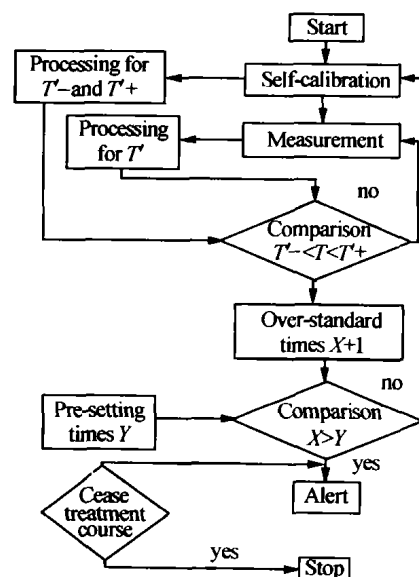 Start
Processing for
T'– and T'+
Self-calibration
Processing
for T'
Measurement
no
Comparison
T'–<T<T'+
Over-standard
times X+1
no
Pre-setting
times Y
Comparison
X>Y
yes
Cease
treatment
course
Alert
yes
Stop